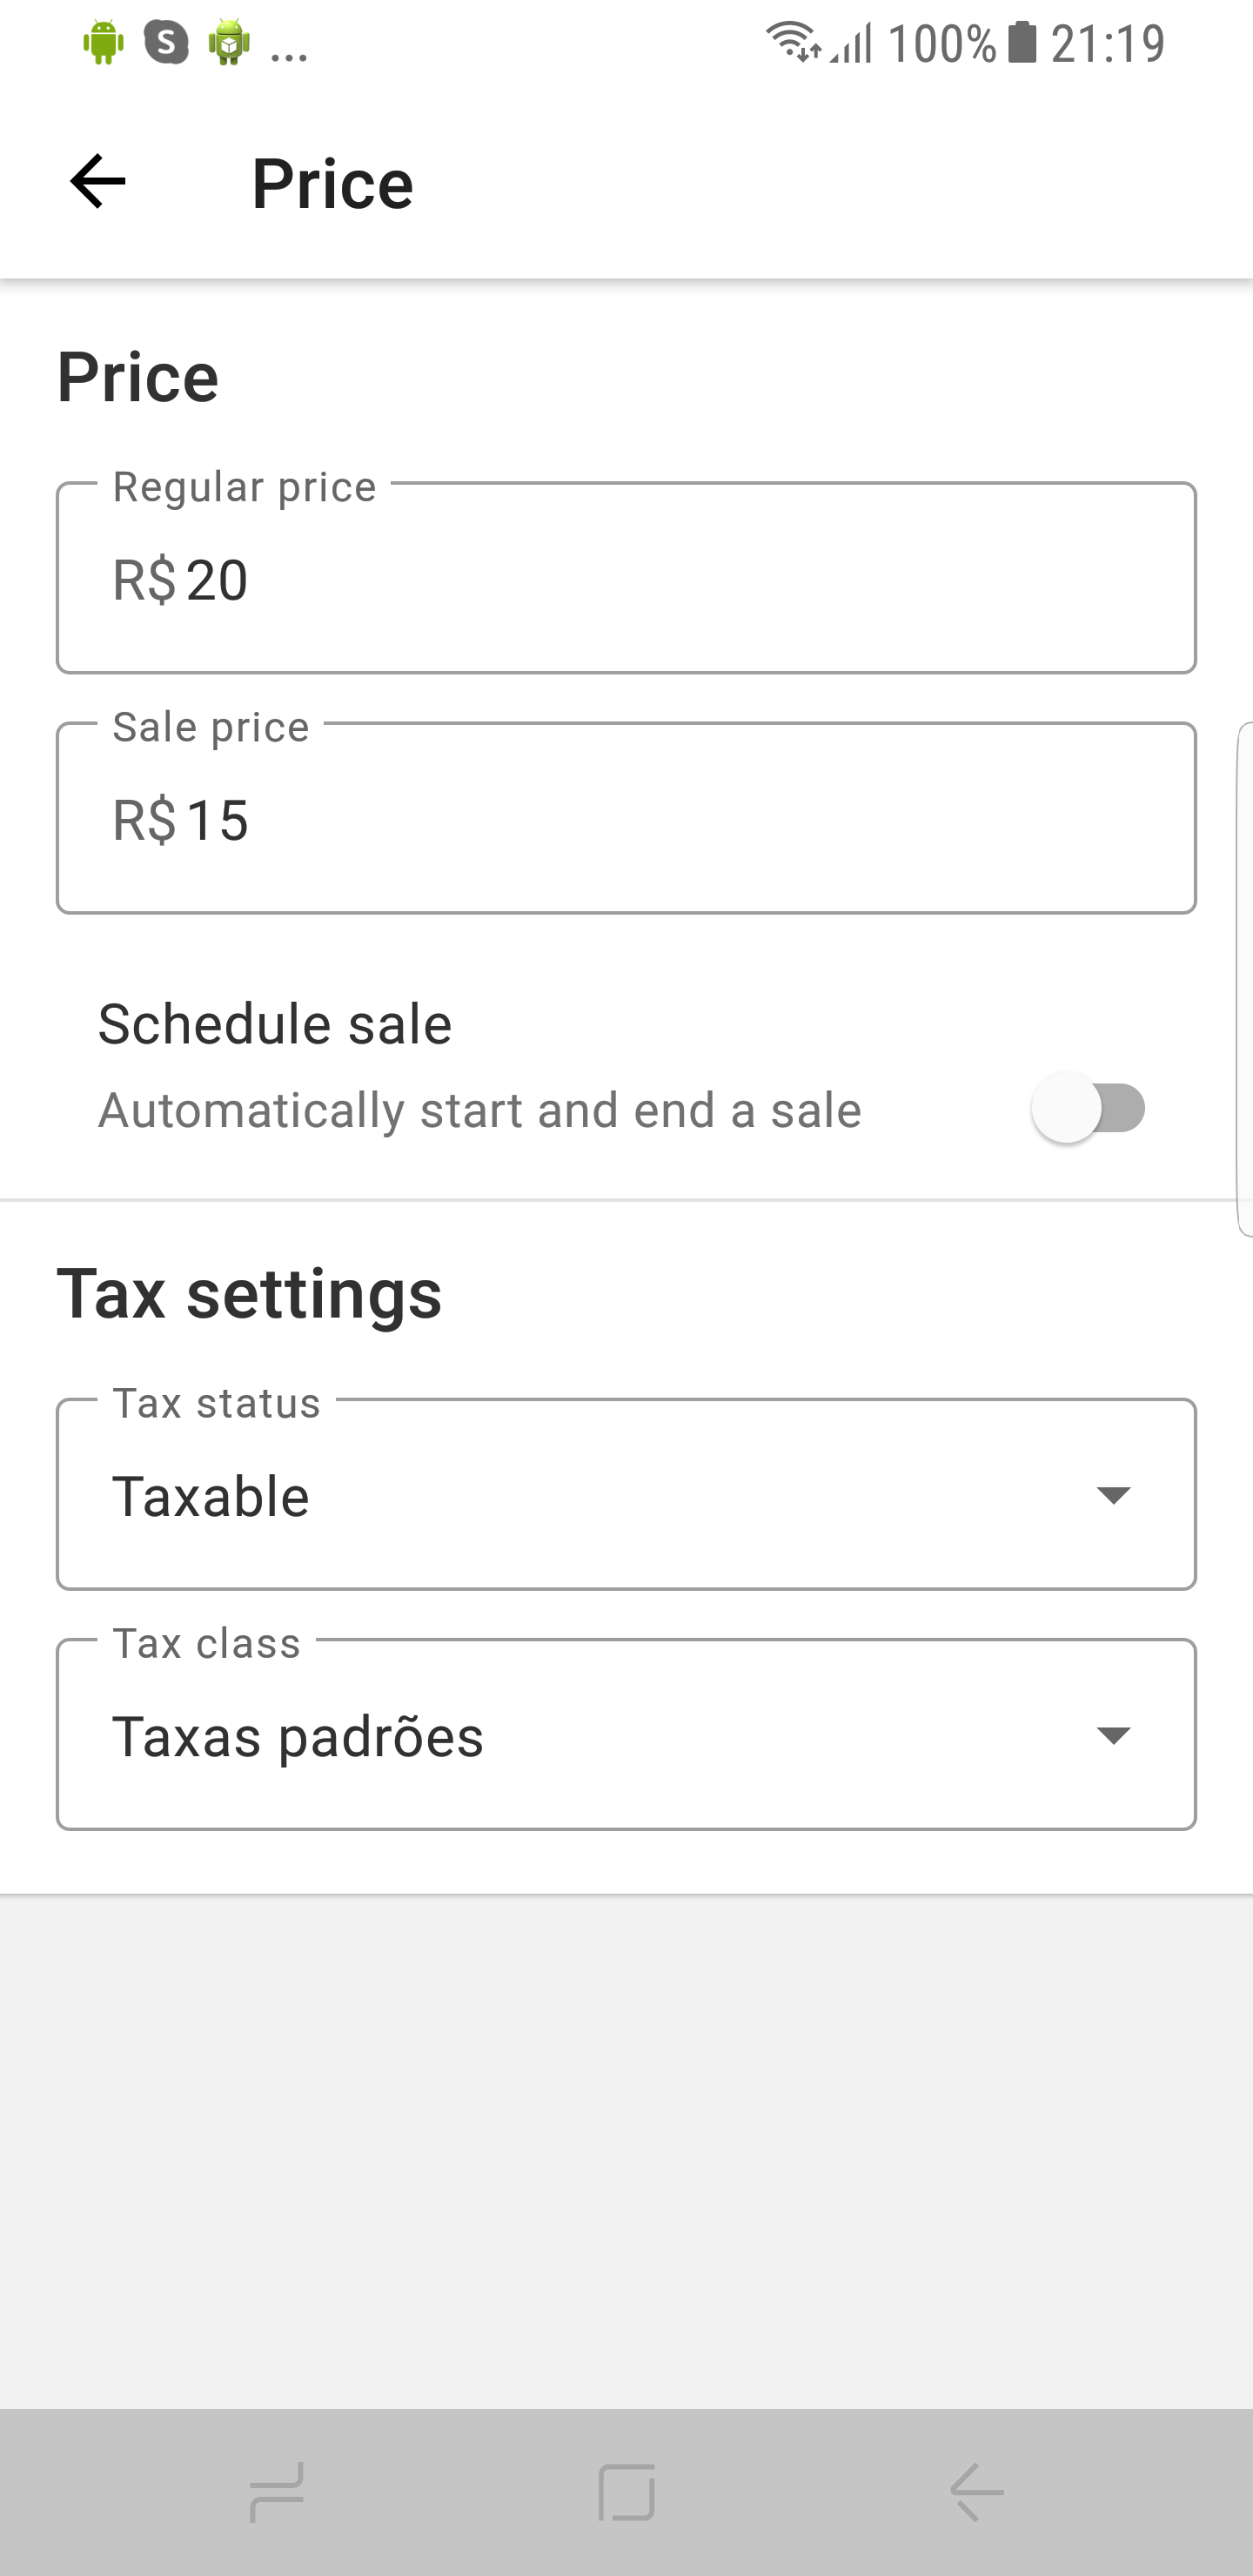 ... 100% 21:19
Price
Price
Regular price
R$ 20
Sale price
R$ 15
Schedule sale
Automatically start and end a sale
Tax settings
Tax status
Taxable
Tax class
Taxas padrões